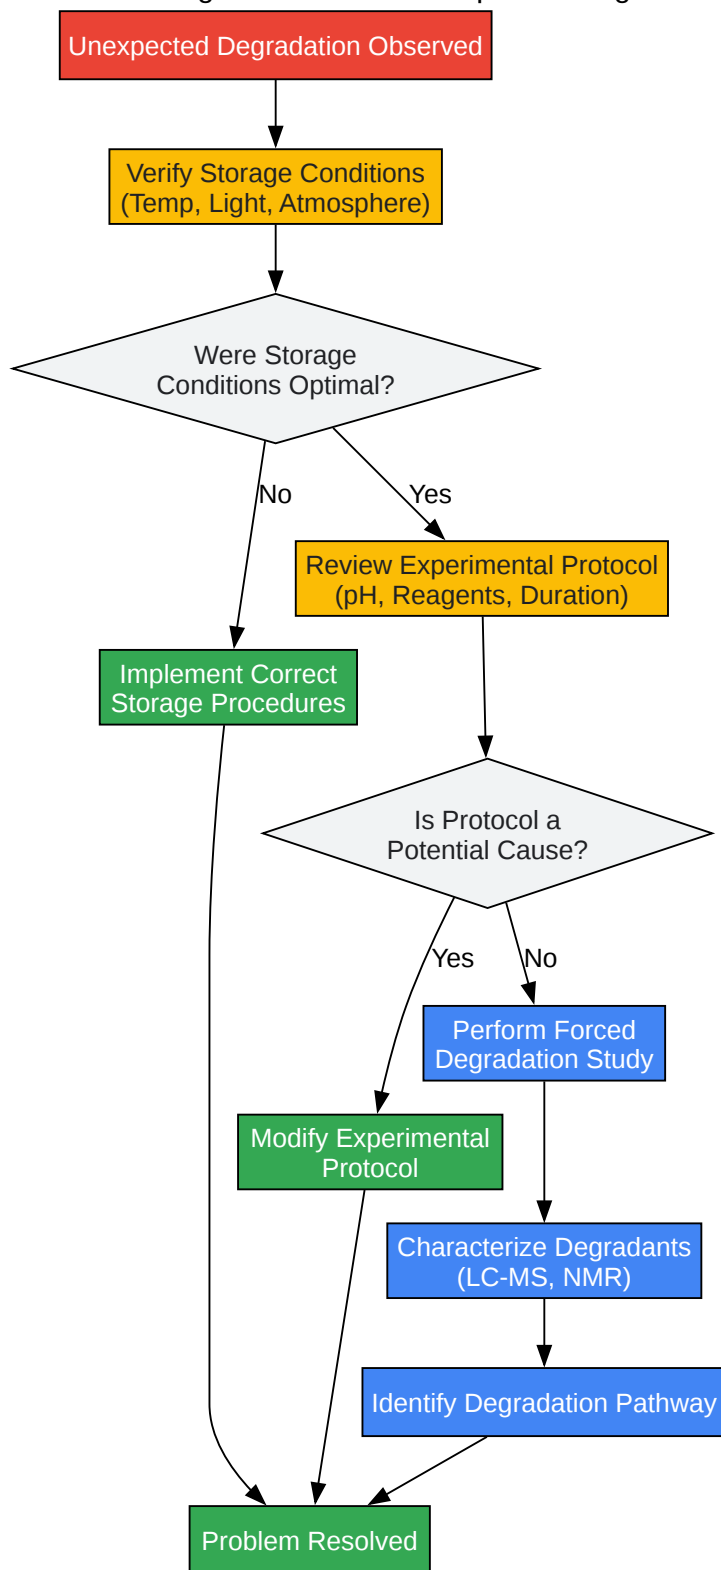 Unexpected Degradation Observed
Verify Storage Conditions
(Temp, Light, Atmosphere)
Were Storage
Conditions Optimal?
No
Yes
Review Experimental Protocol
(pH, Reagents, Duration)
Implement Correct
Storage Procedures
Is Protocol a
Potential Cause?
Yes
No
Perform Forced
Degradation Study
Modify Experimental
Protocol
Characterize Degradants
(LC-MS, NMR)
Identify Degradation Pathway
Problem Resolved